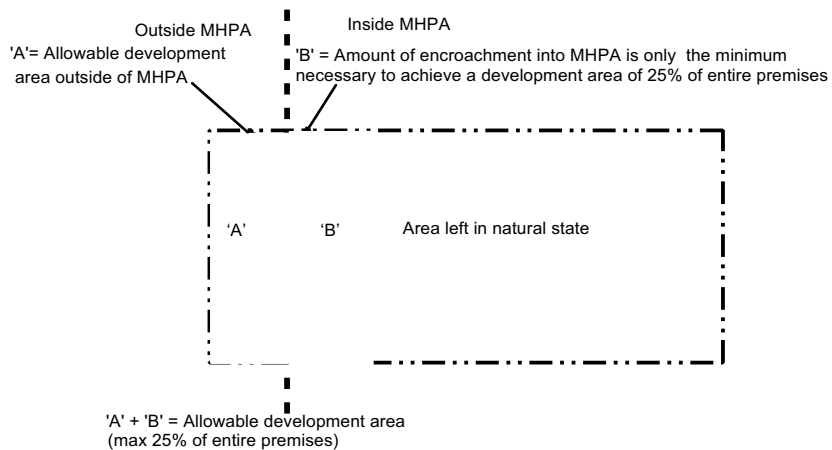 Outside MHPA
Inside MHPA
'A'= Allowable development
area outside of MHPA
'B' = Amount of encroachment into MHPA is only the minimum
necessary to achieve a development area of 25% of entire premises
‘A’
‘B’
Area left in natural state
'A' + 'B' = Allowable development area
(max 25% of entire premises)